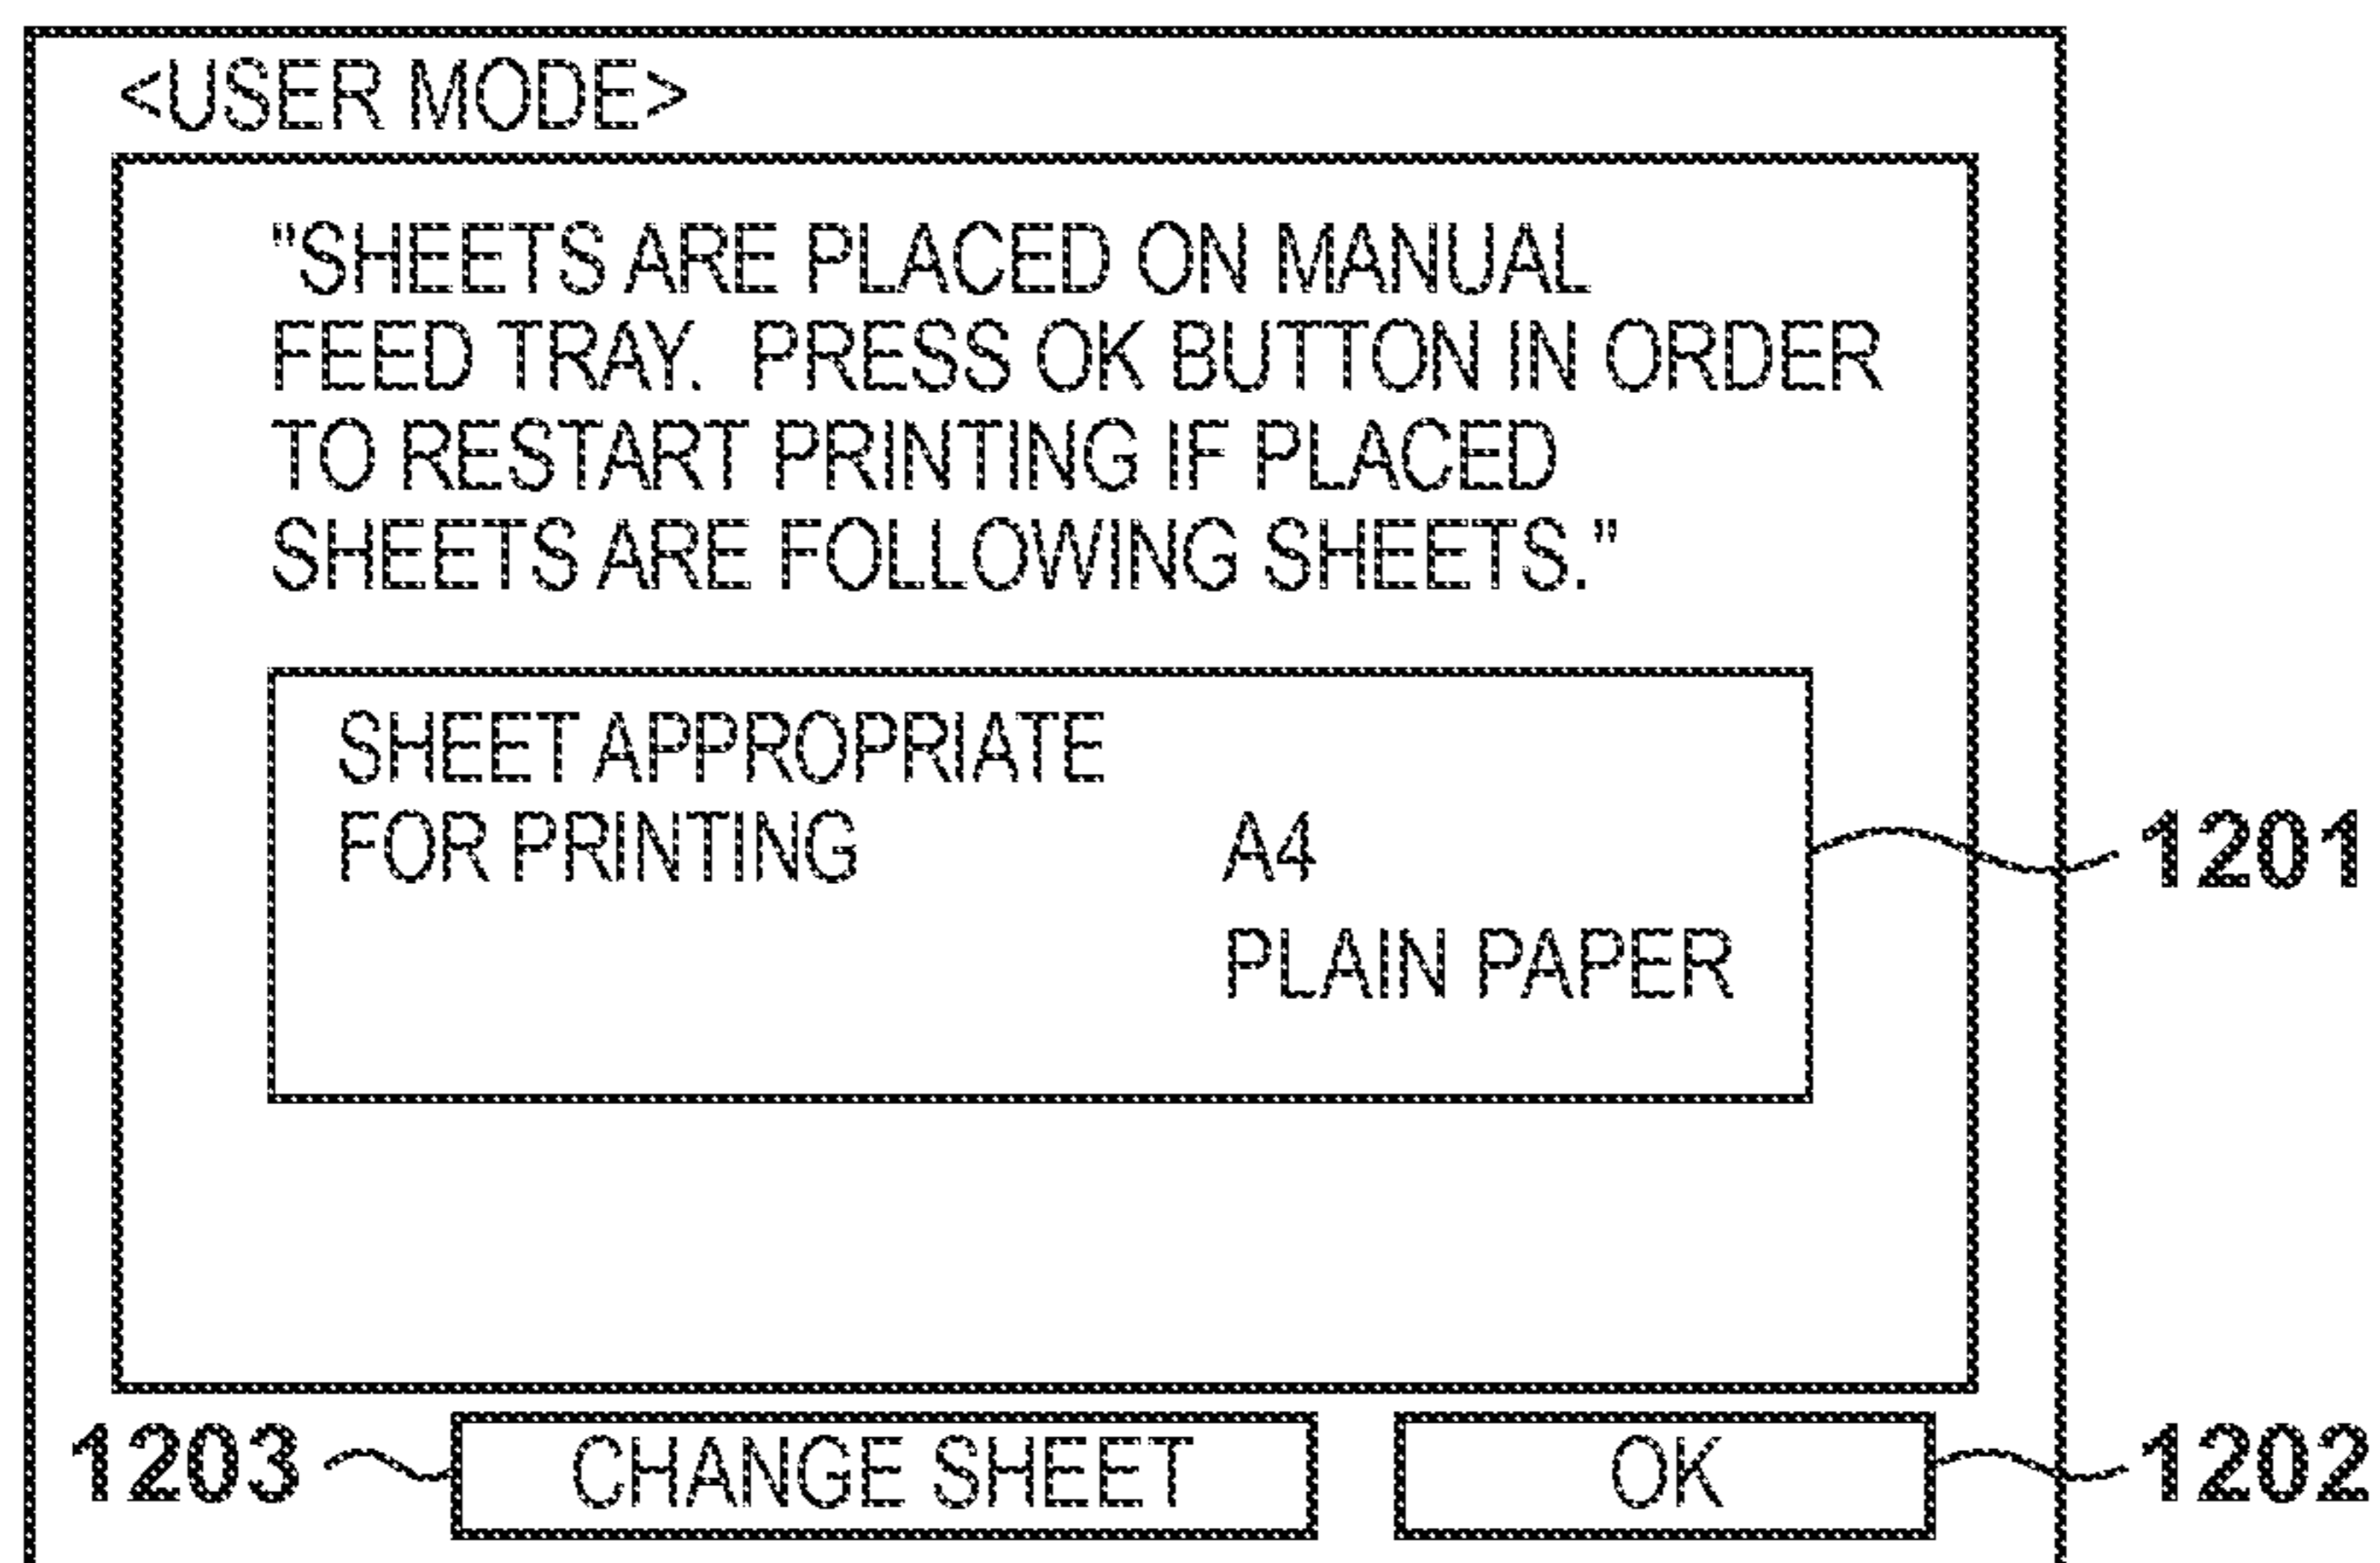 <USER MODE>
"SHEETS ARE PLACED ON MANUAL
FEED TRAY. PRESS OK BUTTON IN ORDER
TO RESTART PRINTING IF PLACED
SHEETS ARE FOLLOWING SHEETS."
SHEET APPROPRIATE
FOR PRINTING A4
PLAIN PAPER
1201
1203 CHANGE SHEET OK 1202